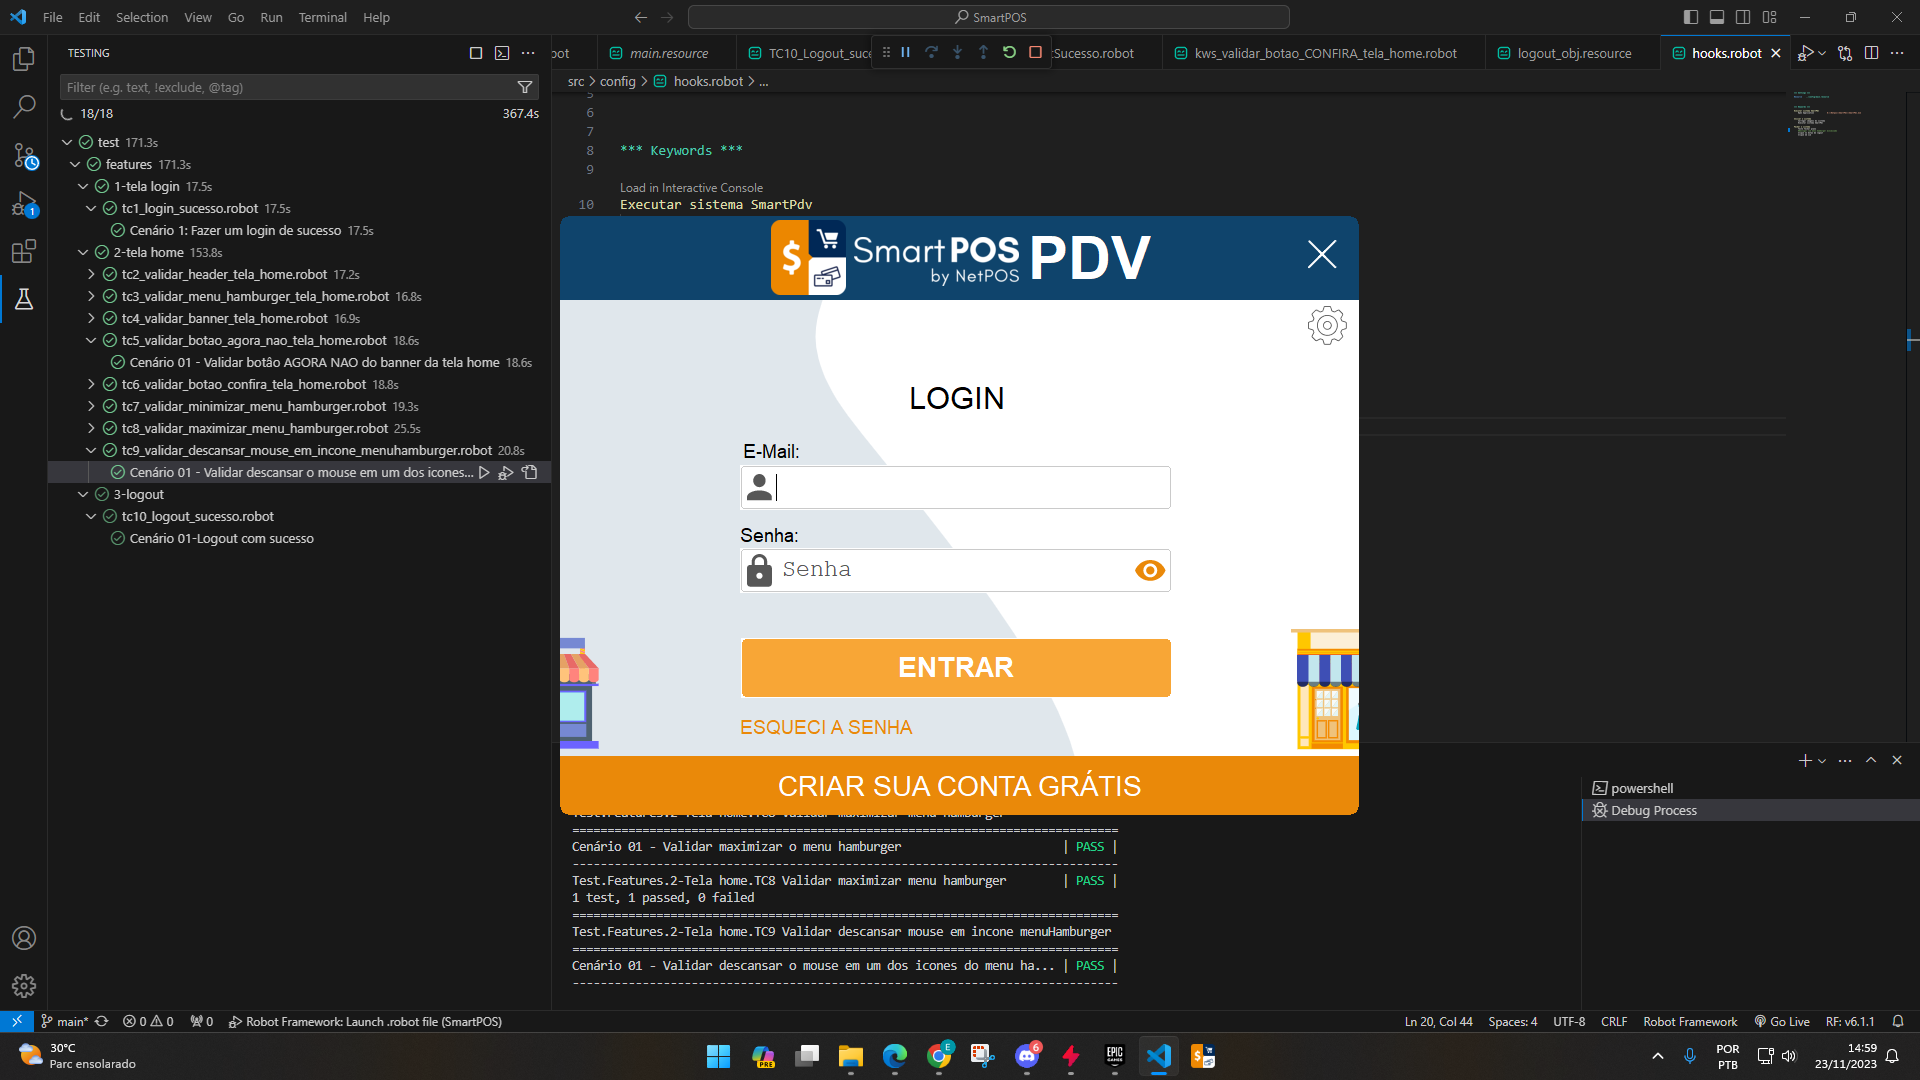 File Edit Selection View Go Run Terminal Help
SmartPOS
TESTING
main.resource
kws_validar_botao_CONFIRA_tela_home.robot
logout_obj.resource
hooks.robot
src > config > hooks.robot > ...
Filter (e.g. text, !exclude, @tag)
18/18
367.4s
test 171.3s
features 171.3s
1-tela login 17.5s
tc1_login_sucesso.robot 17.5s
Cenário 1: Fazer um login de sucesso 17.5s
2-tela home 153.8s
tc2_validar_header_tela_home.robot 17.2s
tc3_validar_menu_hamburger_tela_home.robot 16.8s
tc4_validar_banner_tela_home.robot 16.9s
tc5_validar_botao_agora_nao_tela_home.robot 18.6s
Cenário 01 - Validar botão AGORA NAO do banner da tela home 18.6s
tc6_validar_botao_confira_tela_home.robot 18.8s
tc7_validar_minimizar_menu_hamburger.robot 19.3s
tc8_validar_maximizar_menu_hamburger.robot 25.5s
tc9_validar_descansar_mouse_em_incone_menuhamburger.robot 20.8s
Cenário 01 - Validar descansar o mouse em um dos icones...
3-logout
tc10_logout_sucesso.robot
Cenário 01-Logout com sucesso
6
7
8 *** Keywords ***
9
Load in Interactive Console
10 Executar sistema SmartPdv
SmartPOS PDV
by NetPOS
LOGIN
E-Mail:
Senha:
Senha
ENTRAR
ESQUECI A SENHA
CRIAR SUA CONTA GRÁTIS
powershell
Debug Process
Cenário 01 - Validar maximizar o menu hamburger | PASS |
Test.Features.2-Tela home.TC8 Validar maximizar menu hamburger | PASS |
1 test, 1 passed, 0 failed
Test.Features.2-Tela home.TC9 Validar descansar mouse em incone menuHamburger
Cenário 01 - Validar descansar o mouse em um dos icones do menu ha... | PASS |
main* 0 0 0 Robot Framework: Launch .robot file (SmartPOS)
Ln 20, Col 44 Spaces: 4 UTF-8 CRLF Robot Framework Go Live RF: v6.1.1
30°C
Parc ensolarado
POR
PTB
14:59
23/11/2023